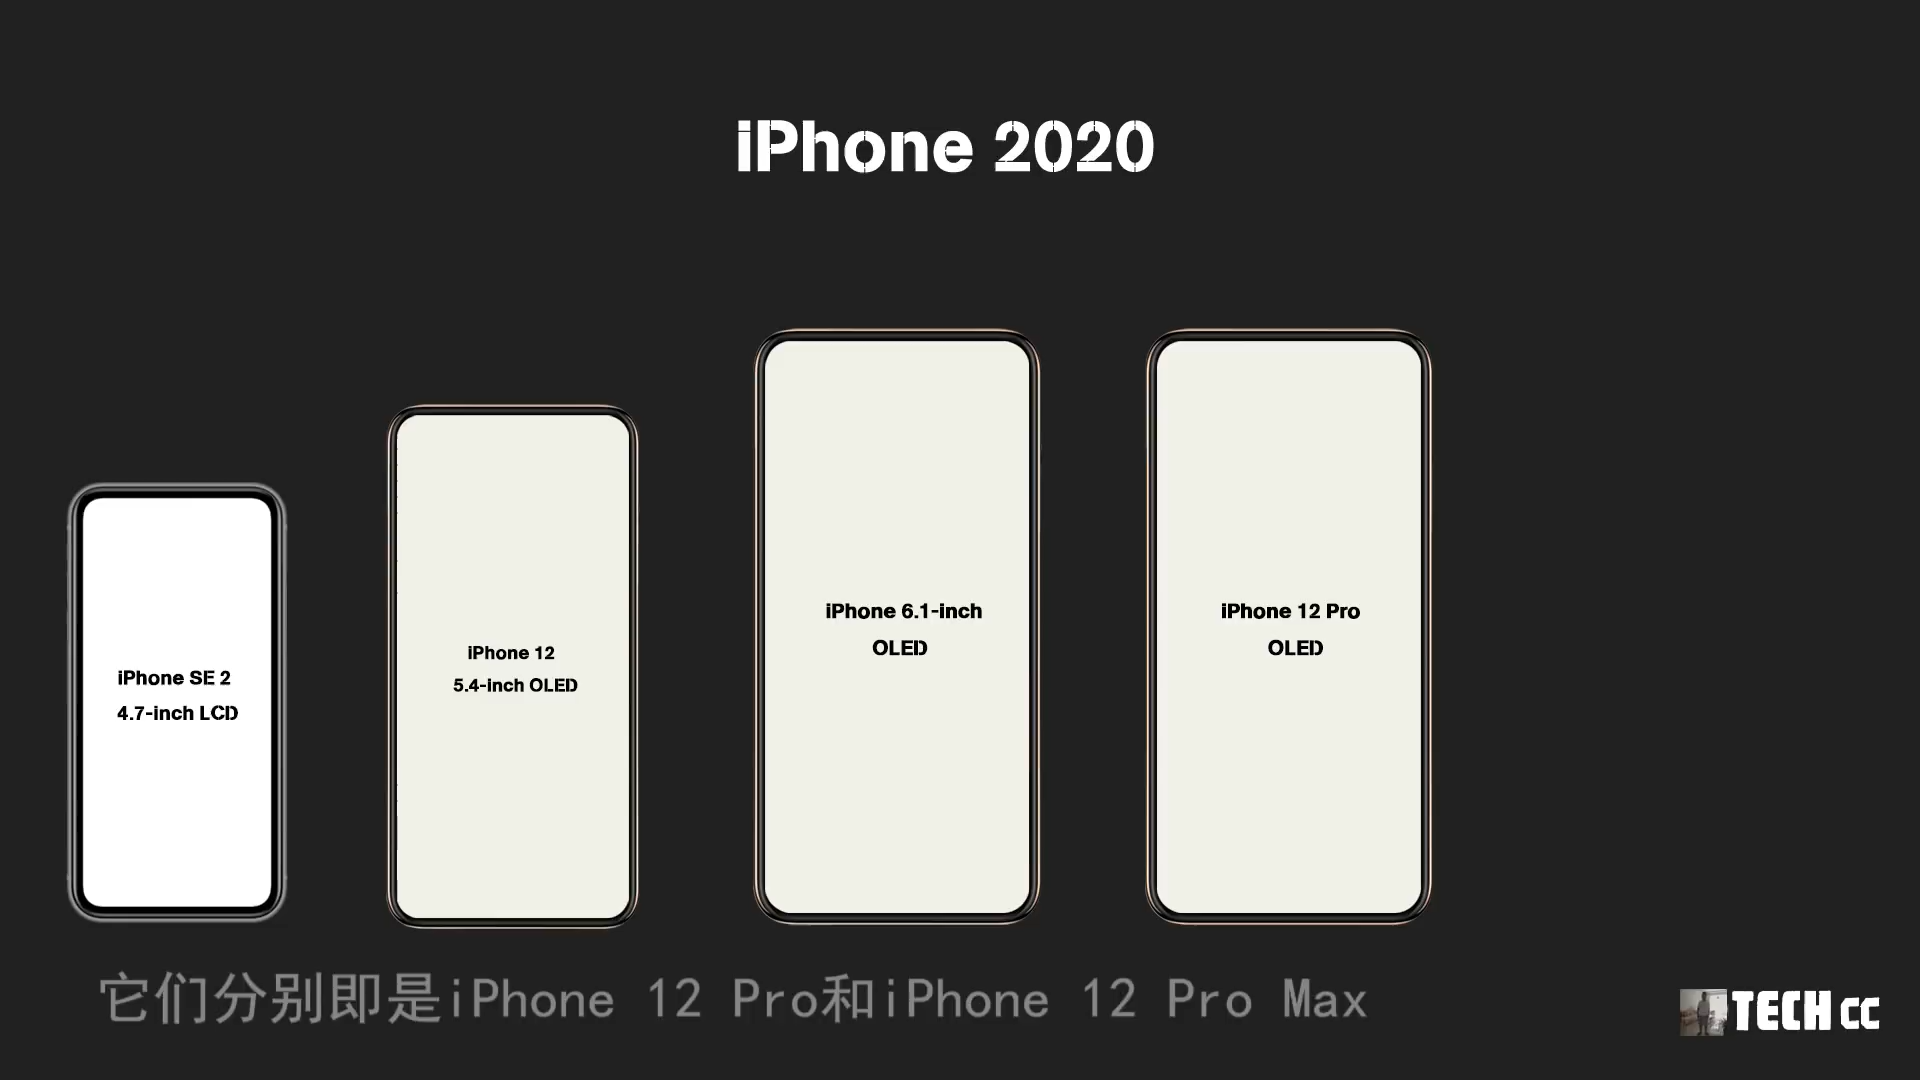 iPhone 2020
iPhone SE 2
4.7-inch LCD
iPhone 12
5.4-inch OLED
iPhone 6.1-inch
OLED
iPhone 12 Pro
OLED
它们分别即是iPhone 12 Pro和iPhone 12 Pro Max
TECH CC